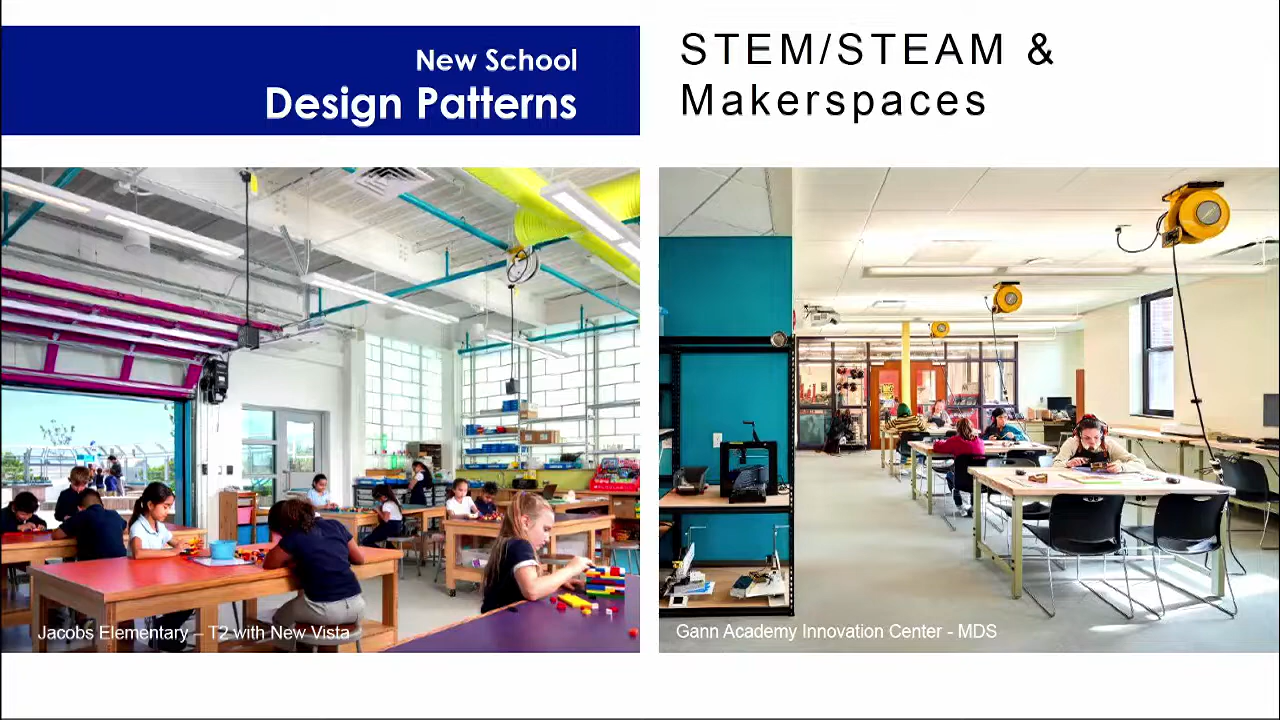 New School
Design Patterns
STEM/STEAM &
Makerspaces
Jacobs Elementary – T2 with New Vista
Gann Academy Innovation Center - MDS